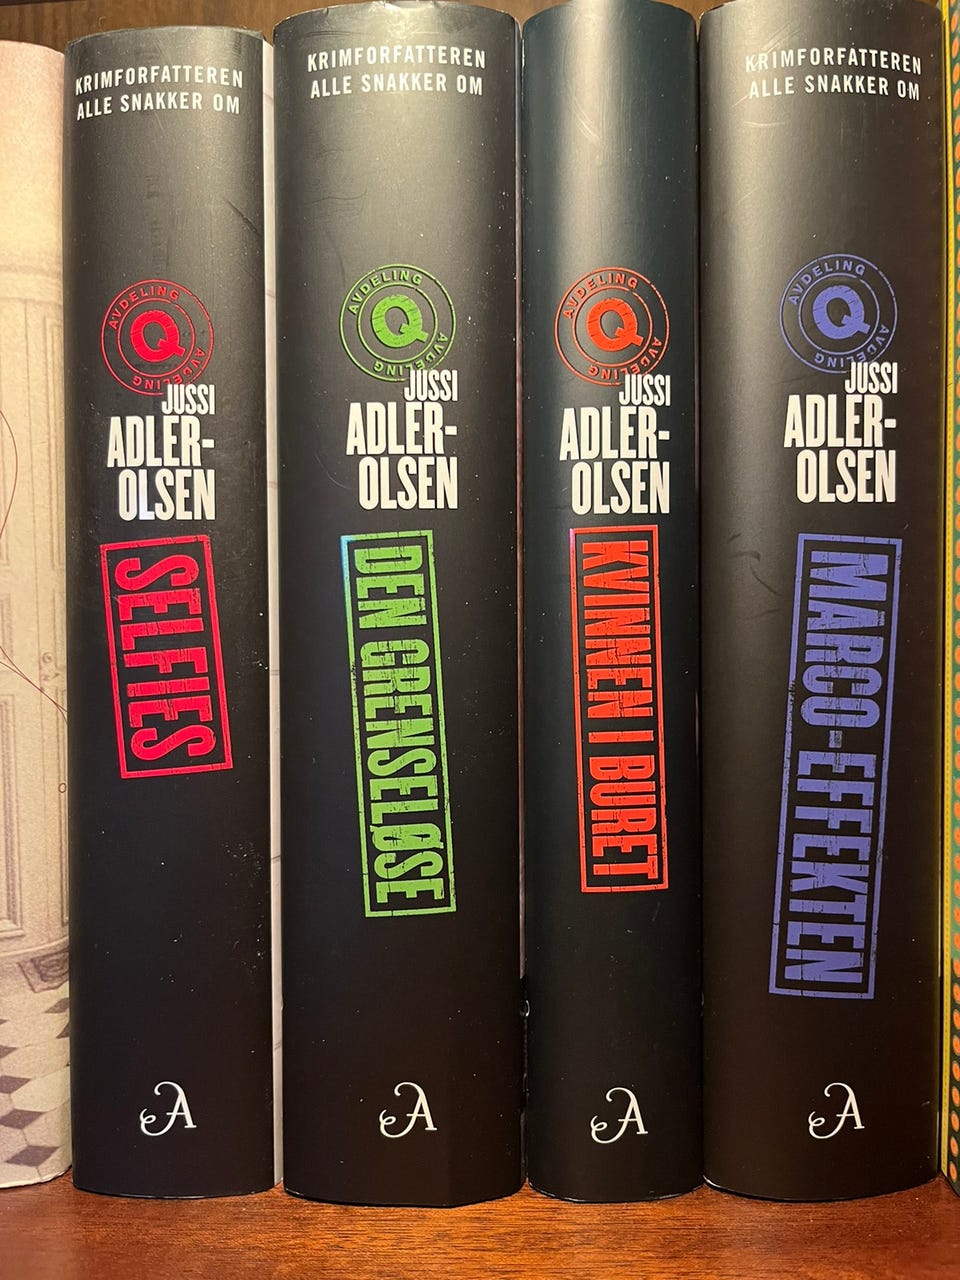 KRIMFORFATTEREN
ALLE SNAKKER OM
AVDELING
Q
AVDELING
JUSSI
ADLER-
OLSEN
SELFIES
A
KRIMFORFATTEREN
ALLE SNAKKER OM
AVDELING
Q
AVDELING
JUSSI
ADLER-
OLSEN
DEN GRENSELØSE
A
AVDELING
Q
AVDELING
JUSSI
ADLER-
OLSEN
KVINNEN I BURET
A
KRIMFORFATTEREN
ALLE SNAKKER OM
AVDELING
Q
AVDELING
JUSSI
ADLER-
OLSEN
MARCO-EFFEKTEN
A